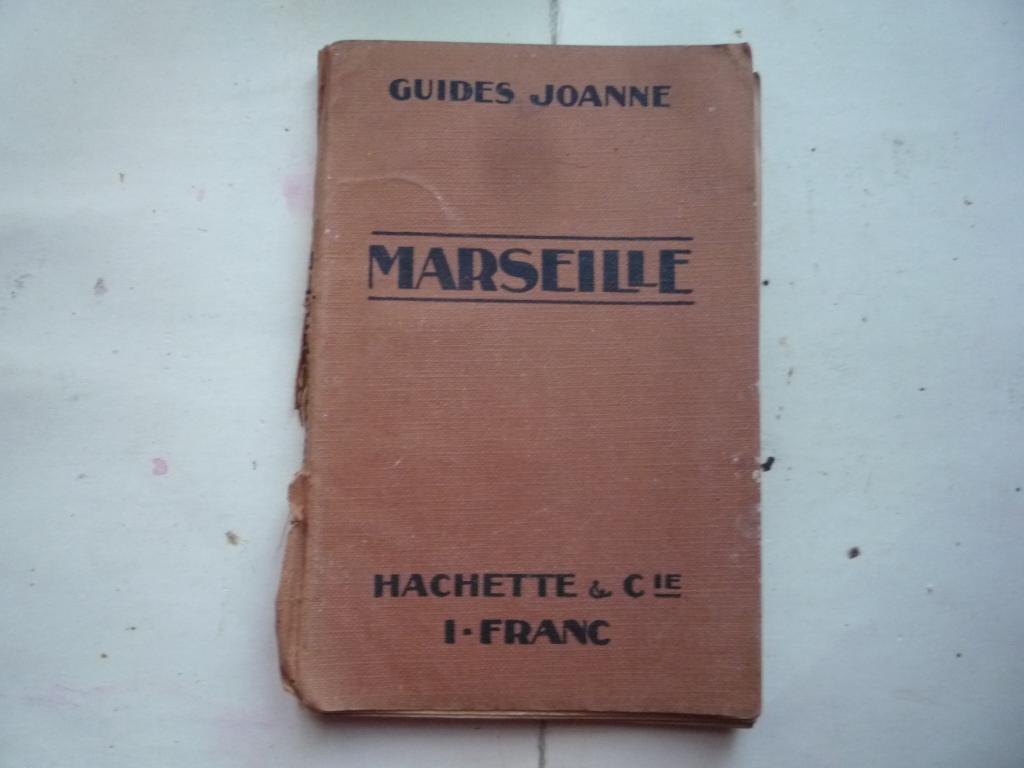 GUIDES JOANNE
MARSEILLE
HACHETTE & CIE
1·FRANC